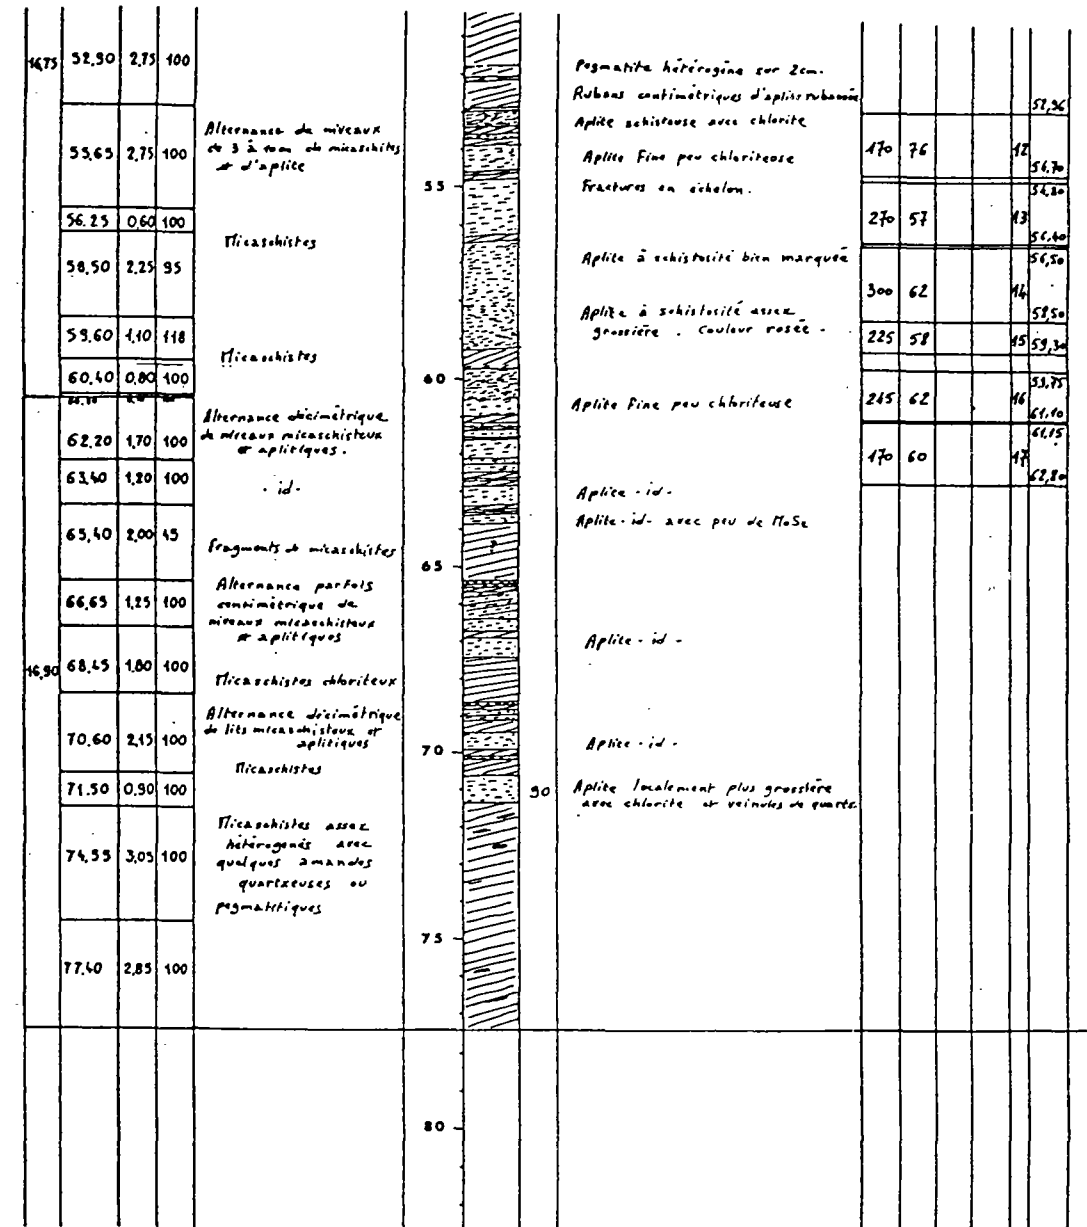 16,75
52,90 2,75 100
55,65 2,75 100
56.25 0,60 100
58,50 2,25 95
59,60 1,10 118
60,40 0,80 100
62,20 1,70 100
63,40 1,20 100
65,40 2,00 45
66,65 1,25 100
16,90
68,45 1,80 100
70,60 2,15 100
71.50 0,90 100
74,55 3,05 100
77,40 2,85 100
Alternance de niveaux
de 3 à de micaschites
et d'aplite
Micaschistes
Micaschistes
Alternance décimétrique
de niveaux micaschisteux
et aplitiques.
- id -
Fragments de micaschistes
Alternance parfois
centimétrique de
niveaux micaschisteux
et aplitiques
Micaschistes chloriteux
Alternance décimétrique
de lits micaschisteux et
aplitiques
Micaschistes
Micaschistes assez
hétérogenés avec
quelques amandes
quartzeuses ou
pegmatitiques
55
60
65
70
75
80
90
Pegmatite hétérogène sur 2cm.
Rubans centimétriques d'aplite rubannée
Aplite schisteuse avec chlorite
Aplite Fine peu chloriteuse
Fractures en échelon.
Aplite à schistosité bien marquée
Aplite à schistosité assez
grossière . Couleur rosée -
Aplite Fine peu chloriteuse
Aplite - id -
Aplite - id - avec peu de MoS2
Aplite - id -
Aplite - id -
Aplite localement plus grossière
avec chlorite et veinules de quartz
52,96
170 76 12
54,70
54,80
270 57 13
56,40
56,50
300 62 14
58,50
225 58 15 59,30
59,75
245 62 16
61,10
61,15
170 60 17
62,80